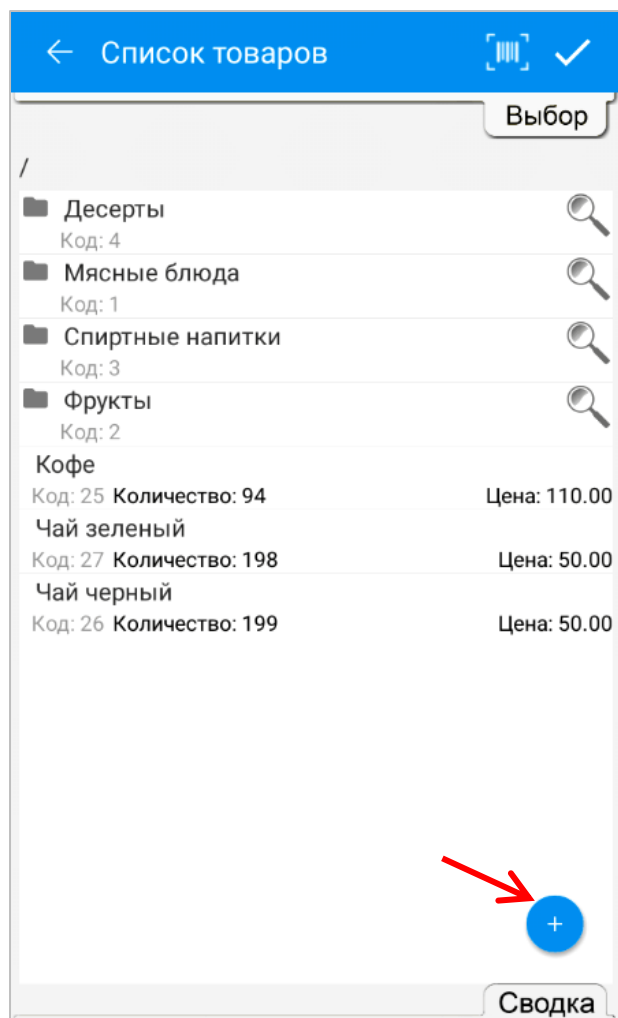 Список товаров
Выбор
/
Десерты
Код: 4
Мясные блюда
Код: 1
Спиртные напитки
Код: 3
Фрукты
Код: 2
Кофе
Код: 25 Количество: 94 Цена: 110.00
Чай зеленый
Код: 27 Количество: 198 Цена: 50.00
Чай черный
Код: 26 Количество: 199 Цена: 50.00
+
Сводка